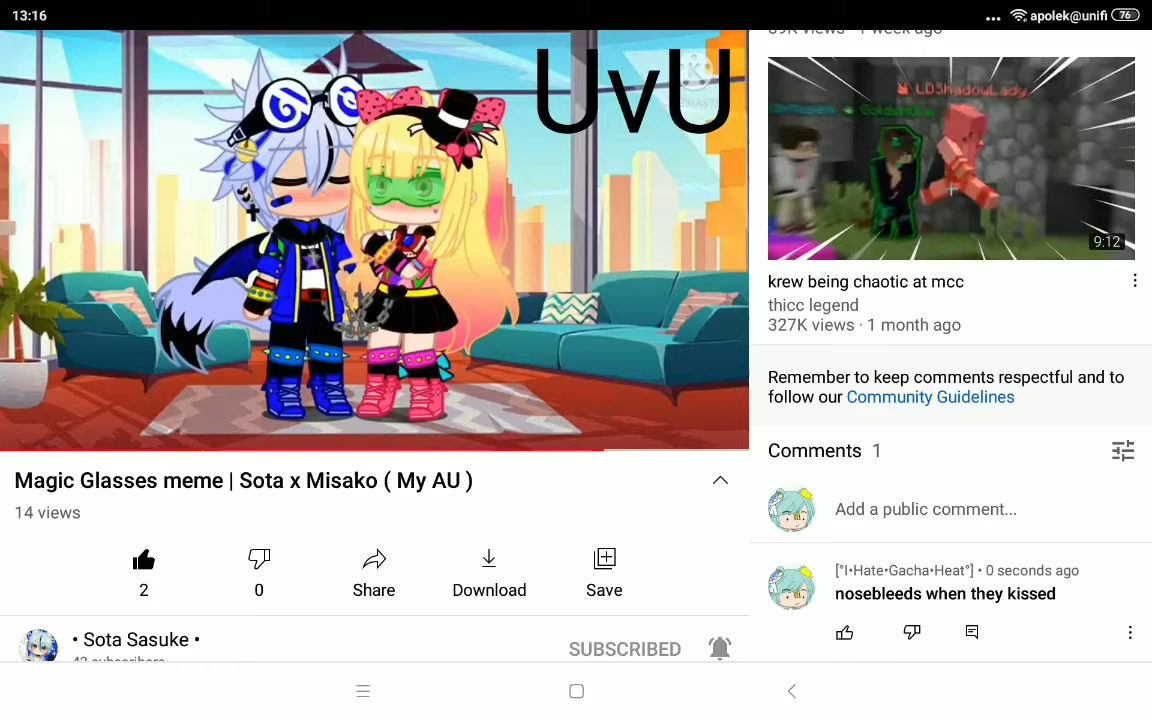 13:16
apolek@unifi 76
UvU
LDShadowLady
9:12
krew being chaotic at mcc
thicc legend
327K views · 1 month ago
Remember to keep comments respectful and to
follow our Community Guidelines
Comments 1
Add a public comment...
[°I•Hate•Gacha•Heat°] • 0 seconds ago
nosebleeds when they kissed
Magic Glasses meme | Sota x Misako ( My AU )
14 views
2
0
Share
Download
Save
• Sota Sasuke •
SUBSCRIBED